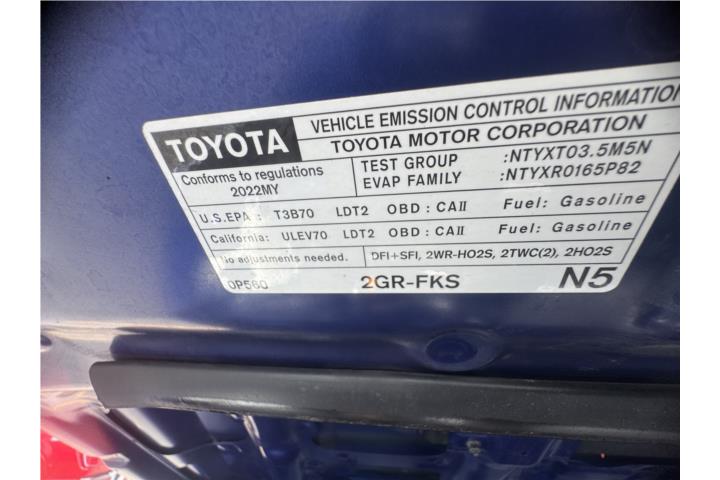 TOYOTA
VEHICLE EMISSION CONTROL INFORMATION
TOYOTA MOTOR CORPORATION
Conforms to regulations
2022MY
TEST GROUP :NTYXT03.5M5N
EVAP FAMILY :NTYXR0165P82
U.S.EPA : T3B70 LDT2 OBD : CAII Fuel: Gasoline
California: ULEV70 LDT2 OBD : CAII Fuel: Gasoline
No adjustments needed. DFI+SFI, 2WR-HO2S, 2TWC(2), 2HO2S
0P560 2GR-FKS N5